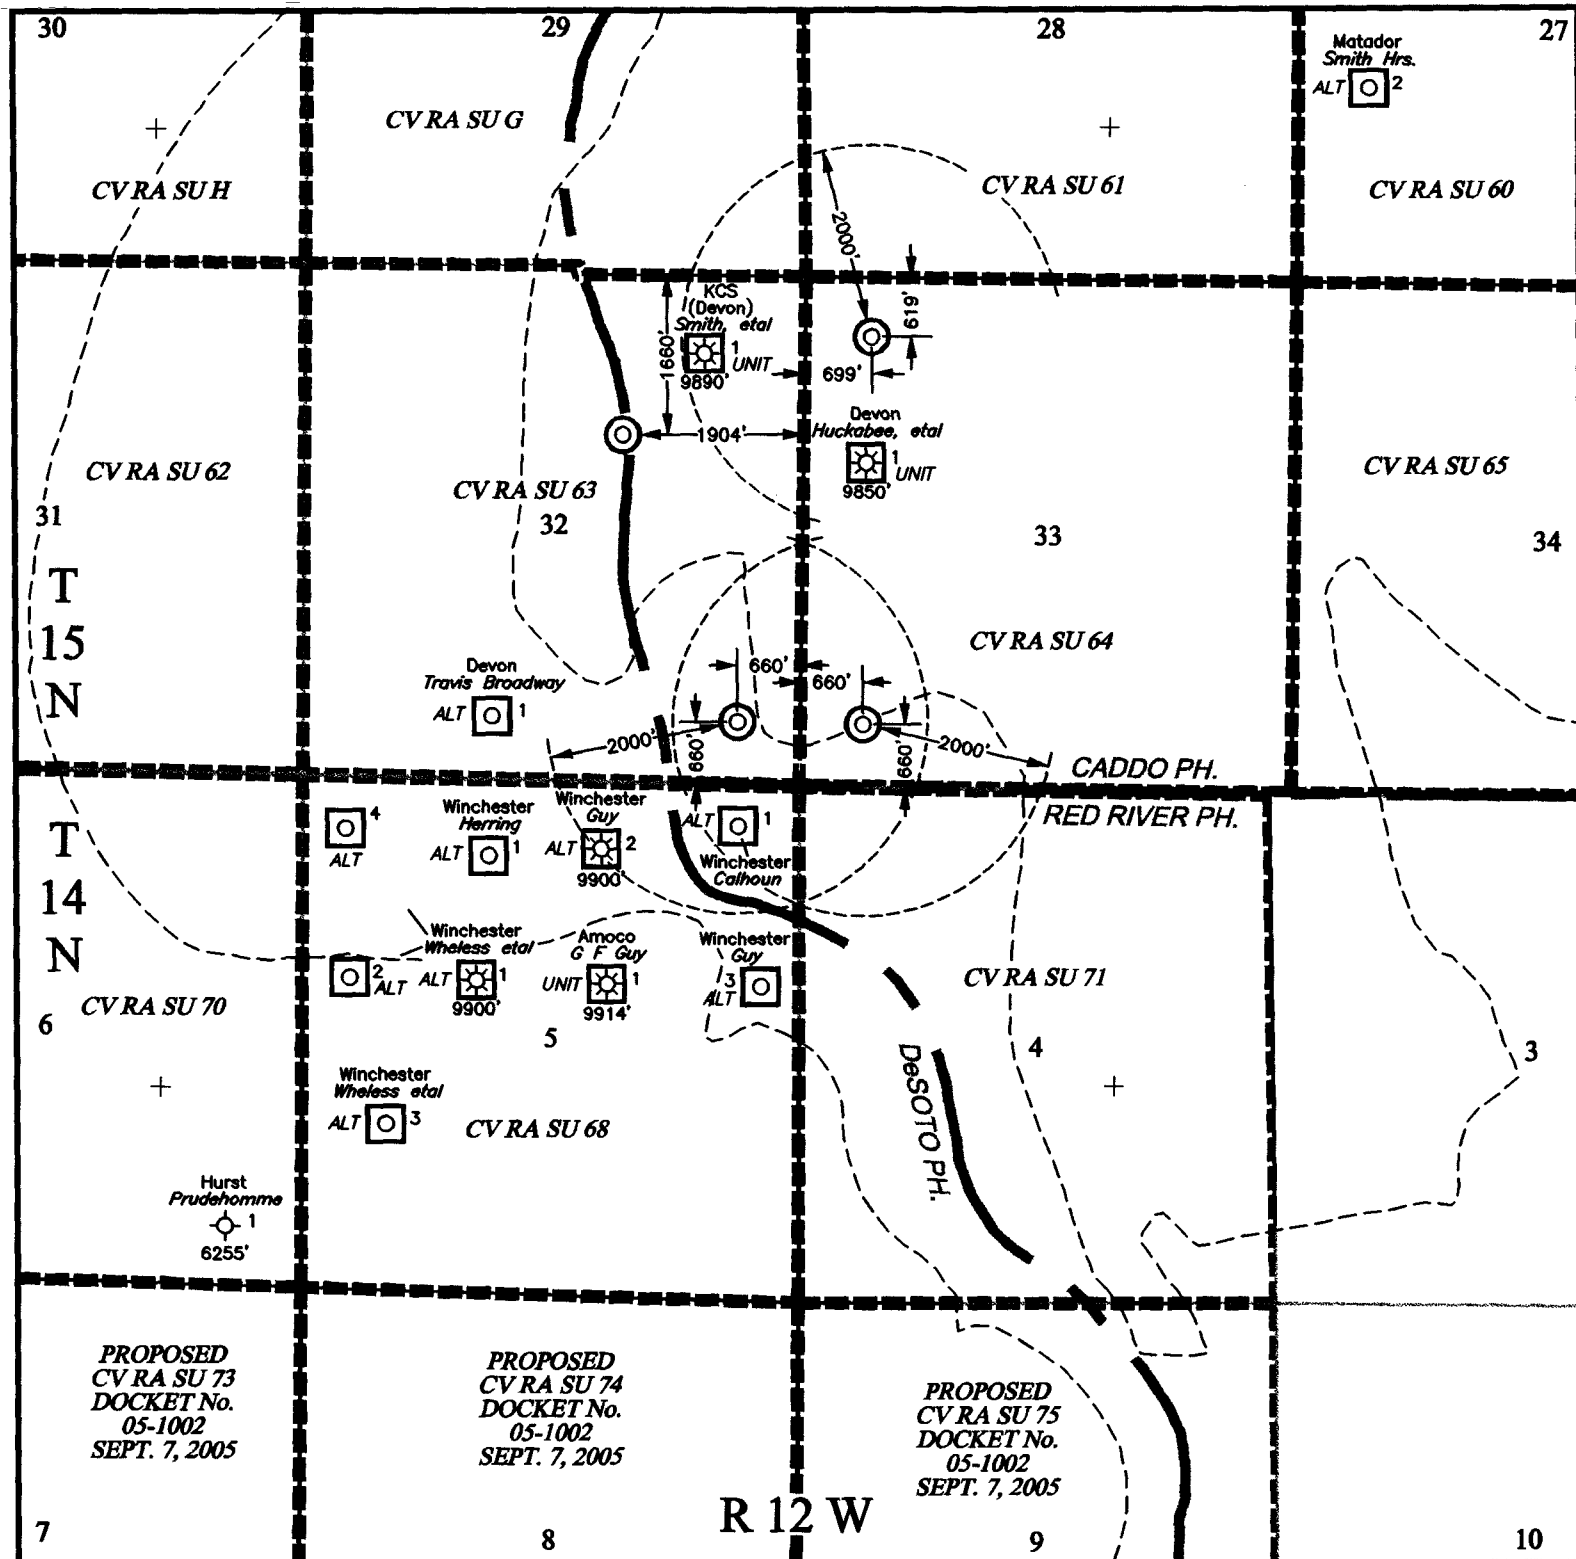 30
29
28
27
Matador
Smith Hrs.
ALT 2
CV RA SU G
CV RA SU H
CV RA SU 61
CV RA SU 60
2000'
619'
KCS
(Devon)
Smith, etal
1660'
1
UNIT
9890'
699'
1904'
Devon
Huckabee, etal
1
UNIT
9850'
CV RA SU 62
CV RA SU 63
CV RA SU 65
31
32
33
34
T
15
N
CV RA SU 64
Devon
Travis Broadway
ALT 1
660'
660'
2000'
660'
660'
2000'
CADDO PH.
RED RIVER PH.
T
14
N
4
ALT
Winchester
Herring
ALT 1
Winchester
Guy
ALT 2
9900'
ALT 1
Winchester
Calhoun
2
ALT
Winchester
Wheless etal
ALT 1
9900'
Amoco
G F Guy
UNIT 1
9914'
Winchester
Guy
3
ALT
CV RA SU 71
CV RA SU 70
6
5
4
3
DeSOTO PH.
Winchester
Wheless etal
ALT 3
CV RA SU 68
Hurst
Prudehomme
1
6255'
PROPOSED
CV RA SU 73
DOCKET No.
05-1002
SEPT. 7, 2005
PROPOSED
CV RA SU 74
DOCKET No.
05-1002
SEPT. 7, 2005
PROPOSED
CV RA SU 75
DOCKET No.
05-1002
SEPT. 7, 2005
R 12 W
7
8
9
10